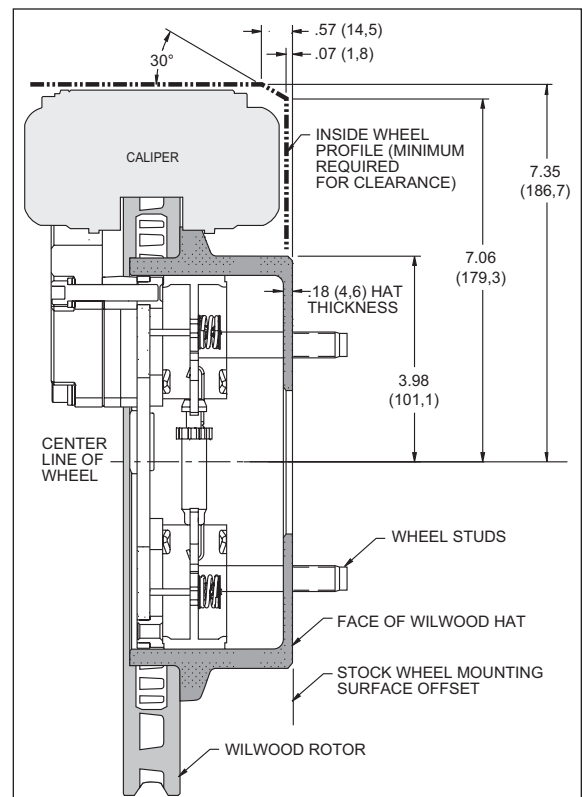 .57 (14,5)
.07 (1,8)
30°
CALIPER
INSIDE WHEEL
PROFILE (MINIMUM
REQUIRED
FOR CLEARANCE)
7.35
(186,7)
7.06
(179,3)
.18 (4,6) HAT
THICKNESS
3.98
(101,1)
CENTER
LINE OF
WHEEL
WHEEL STUDS
FACE OF WILWOOD HAT
STOCK WHEEL MOUNTING
SURFACE OFFSET
WILWOOD ROTOR